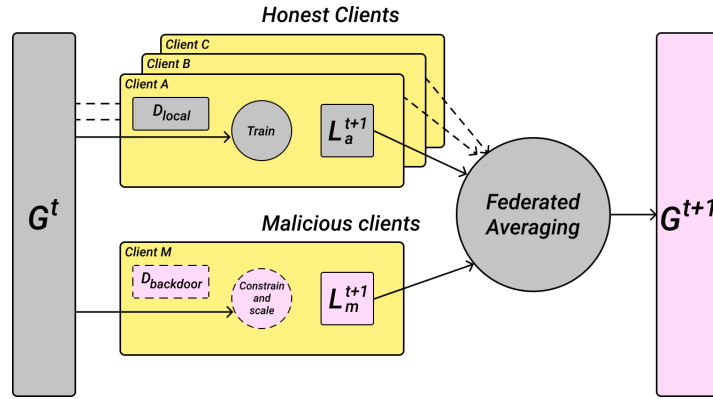 Honest Clients
Client C
Client B
Client A
D_local
Train
L_a^{t+1}
G^t
Federated
Averaging
G^{t+1}
Malicious clients
Client M
D_backdoor
Constrain
and
scale
L_m^{t+1}